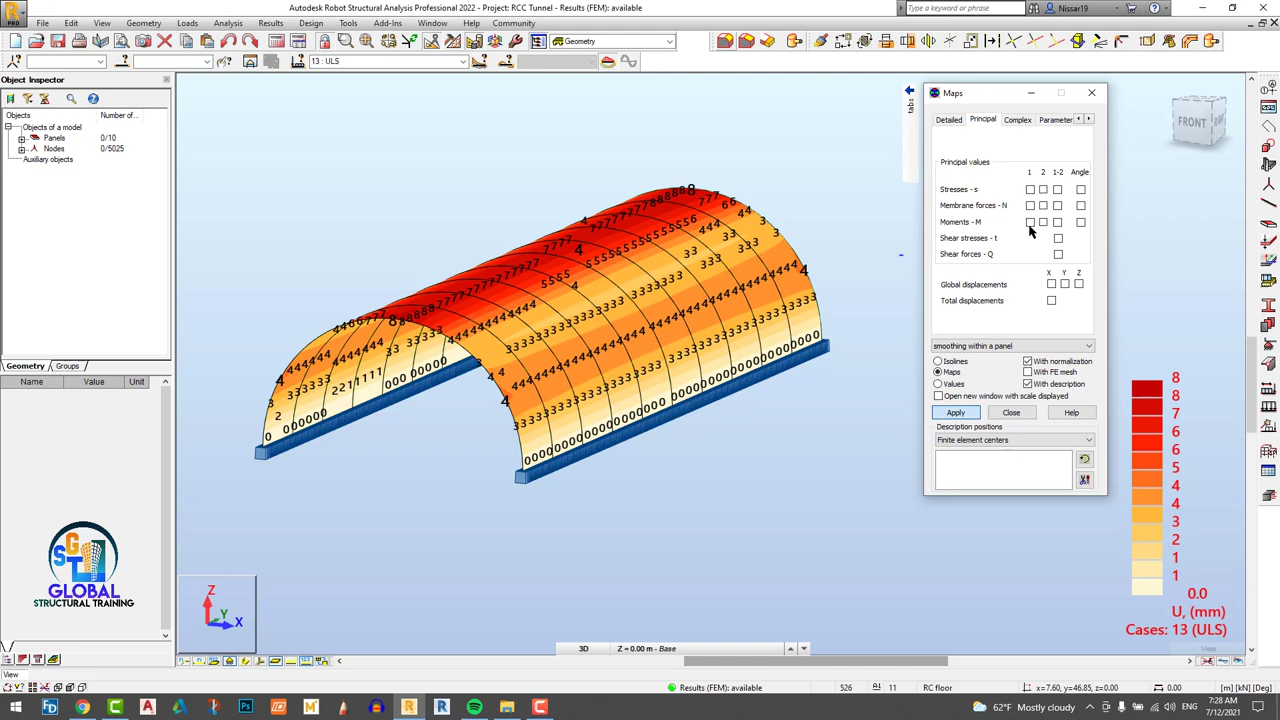 Autodesk Robot Structural Analysis Professional 2022 - Project: RCC Tunnel - Results (FEM): available
Type a keyword or phrase
Nissar19
PRO
File Edit View Geometry Loads Analysis Results Design Tools Add-Ins Window Help Community
Geometry
13 : ULS
Object Inspector
Objects Number of...
Objects of a model
Panels 0/10
Nodes 0/5025
Auxiliary objects
Geometry Groups
Name Value Unit
tabs
FRONT
Maps
Detailed Principal Complex Parameter
Principal values
1 2 1-2 Angle
Stresses - s
Membrane forces - N
Moments - M
Shear stresses - t
Shear forces - Q
X Y Z
Global displacements
Total displacements
smoothing within a panel
Isolines With normalization
Maps With FE mesh
Values With description
Open new window with scale displayed
Apply Close Help
Description positions
Finite element centers
8
8
7
6
6
5
4
4
3
2
1
1
0.0
U, (mm)
Cases: 13 (ULS)
SGT
GLOBAL
STRUCTURAL TRAINING
Z
Y
X
3D Z = 0.00 m - Base
View
View
Results (FEM): available 526 11 RC floor x=7.60, y=46.85, z=0.00 0.00 [m] [kN] [Deg]
62°F Mostly cloudy ENG 7:28 AM
7/12/2021